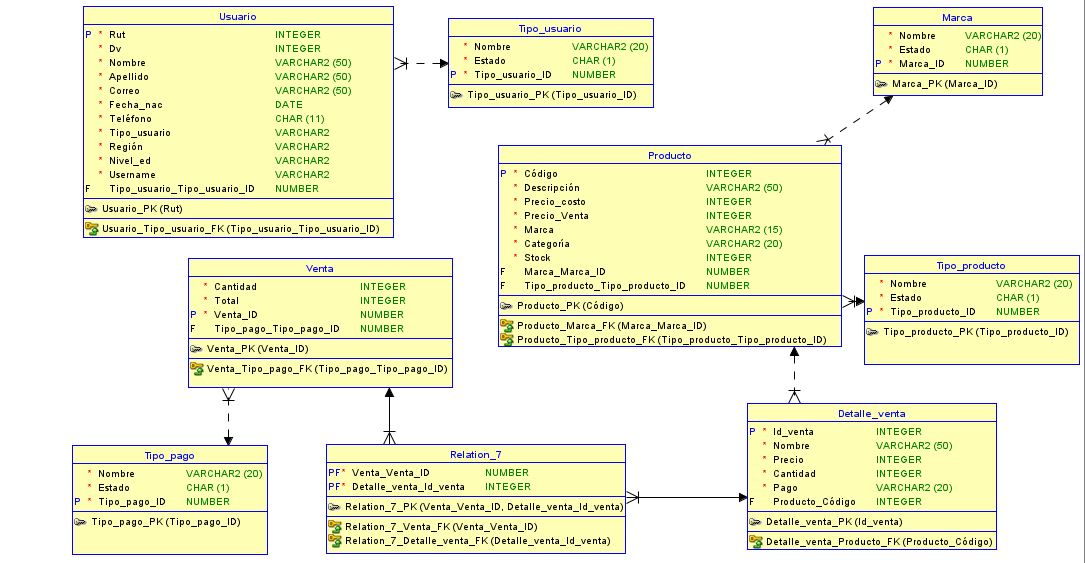 Usuario
P * Rut INTEGER
* Dv INTEGER
* Nombre VARCHAR2 (50)
* Apellido VARCHAR2 (50)
* Correo VARCHAR2 (50)
* Fecha_nac DATE
* Teléfono CHAR (11)
* Tipo_usuario VARCHAR2
* Región VARCHAR2
* Nivel_ed VARCHAR2
* Username VARCHAR2
F Tipo_usuario_Tipo_usuario_ID NUMBER
Usuario_PK (Rut)
Usuario_Tipo_usuario_FK (Tipo_usuario_Tipo_usuario_ID)
Tipo_usuario
* Nombre VARCHAR2 (20)
* Estado CHAR (1)
P * Tipo_usuario_ID NUMBER
Tipo_usuario_PK (Tipo_usuario_ID)
Marca
* Nombre VARCHAR2 (20)
* Estado CHAR (1)
P * Marca_ID NUMBER
Marca_PK (Marca_ID)
Producto
P * Código INTEGER
* Descripción VARCHAR2 (50)
* Precio_costo INTEGER
* Precio_Venta INTEGER
* Marca VARCHAR2 (15)
* Categoría VARCHAR2 (20)
* Stock INTEGER
F Marca_Marca_ID NUMBER
F Tipo_producto_Tipo_producto_ID NUMBER
Producto_PK (Código)
Producto_Marca_FK (Marca_Marca_ID)
Producto_Tipo_producto_FK (Tipo_producto_Tipo_producto_ID)
Tipo_producto
* Nombre VARCHAR2 (20)
* Estado CHAR (1)
P * Tipo_producto_ID NUMBER
Tipo_producto_PK (Tipo_producto_ID)
Venta
* Cantidad INTEGER
* Total INTEGER
P * Venta_ID NUMBER
F Tipo_pago_Tipo_pago_ID NUMBER
Venta_PK (Venta_ID)
Venta_Tipo_pago_FK (Tipo_pago_Tipo_pago_ID)
Tipo_pago
* Nombre VARCHAR2 (20)
* Estado CHAR (1)
P * Tipo_pago_ID NUMBER
Tipo_pago_PK (Tipo_pago_ID)
Relation_7
PF* Venta_Venta_ID NUMBER
PF* Detalle_venta_Id_venta INTEGER
Relation_7_PK (Venta_Venta_ID, Detalle_venta_Id_venta)
Relation_7_Venta_FK (Venta_Venta_ID)
Relation_7_Detalle_venta_FK (Detalle_venta_Id_venta)
Detalle_venta
P * Id_venta INTEGER
* Nombre VARCHAR2 (50)
* Precio INTEGER
* Cantidad INTEGER
* Pago VARCHAR2 (20)
F Producto_Código INTEGER
Detalle_venta_PK (Id_venta)
Detalle_venta_Producto_FK (Producto_Código)